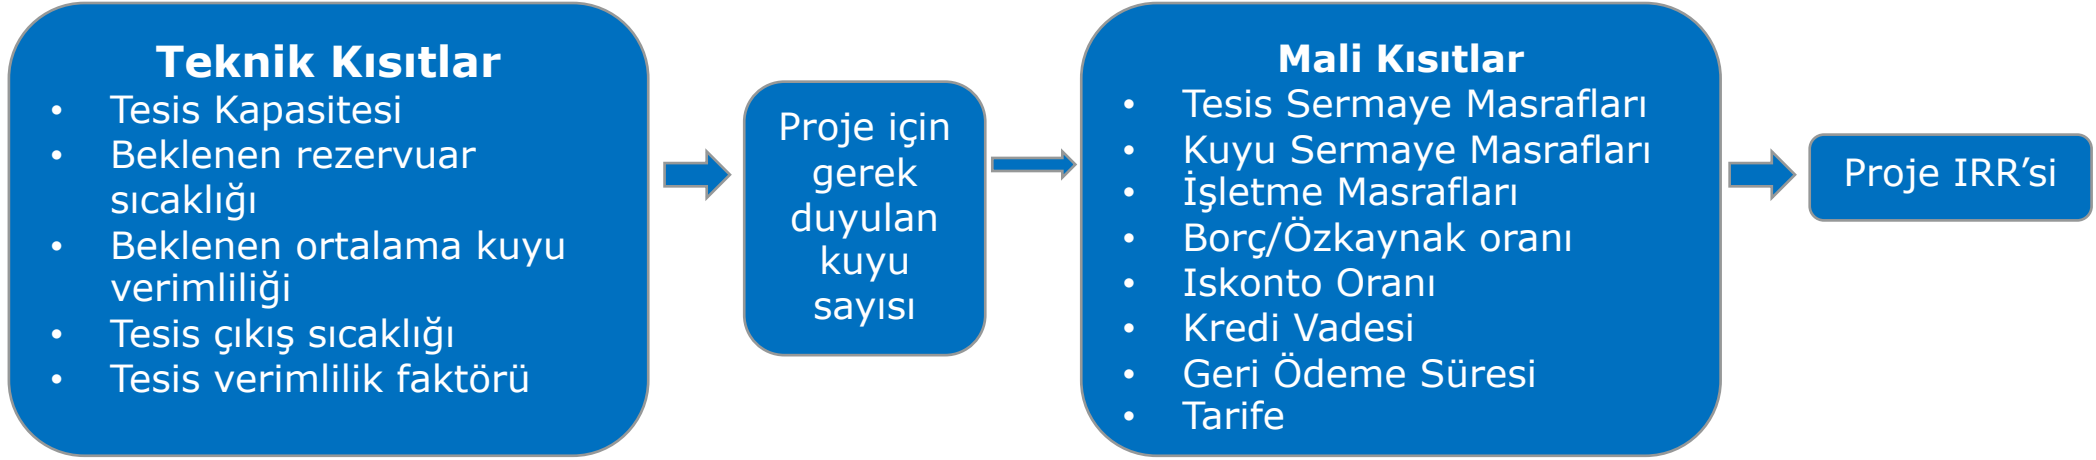 Teknik Kısıtlar
• Tesis Kapasitesi
• Beklenen rezervuar
sıcaklığı
• Beklenen ortalama kuyu
verimliliği
• Tesis çıkış sıcaklığı
• Tesis verimlilik faktörü
Proje için
gerek
duyulan
kuyu
sayısı
Mali Kısıtlar
• Tesis Sermaye Masrafları
• Kuyu Sermaye Masrafları
• İşletme Masrafları
• Borç/Özkaynak oranı
• Iskonto Oranı
• Kredi Vadesi
• Geri Ödeme Süresi
• Tarife
Proje IRR’si